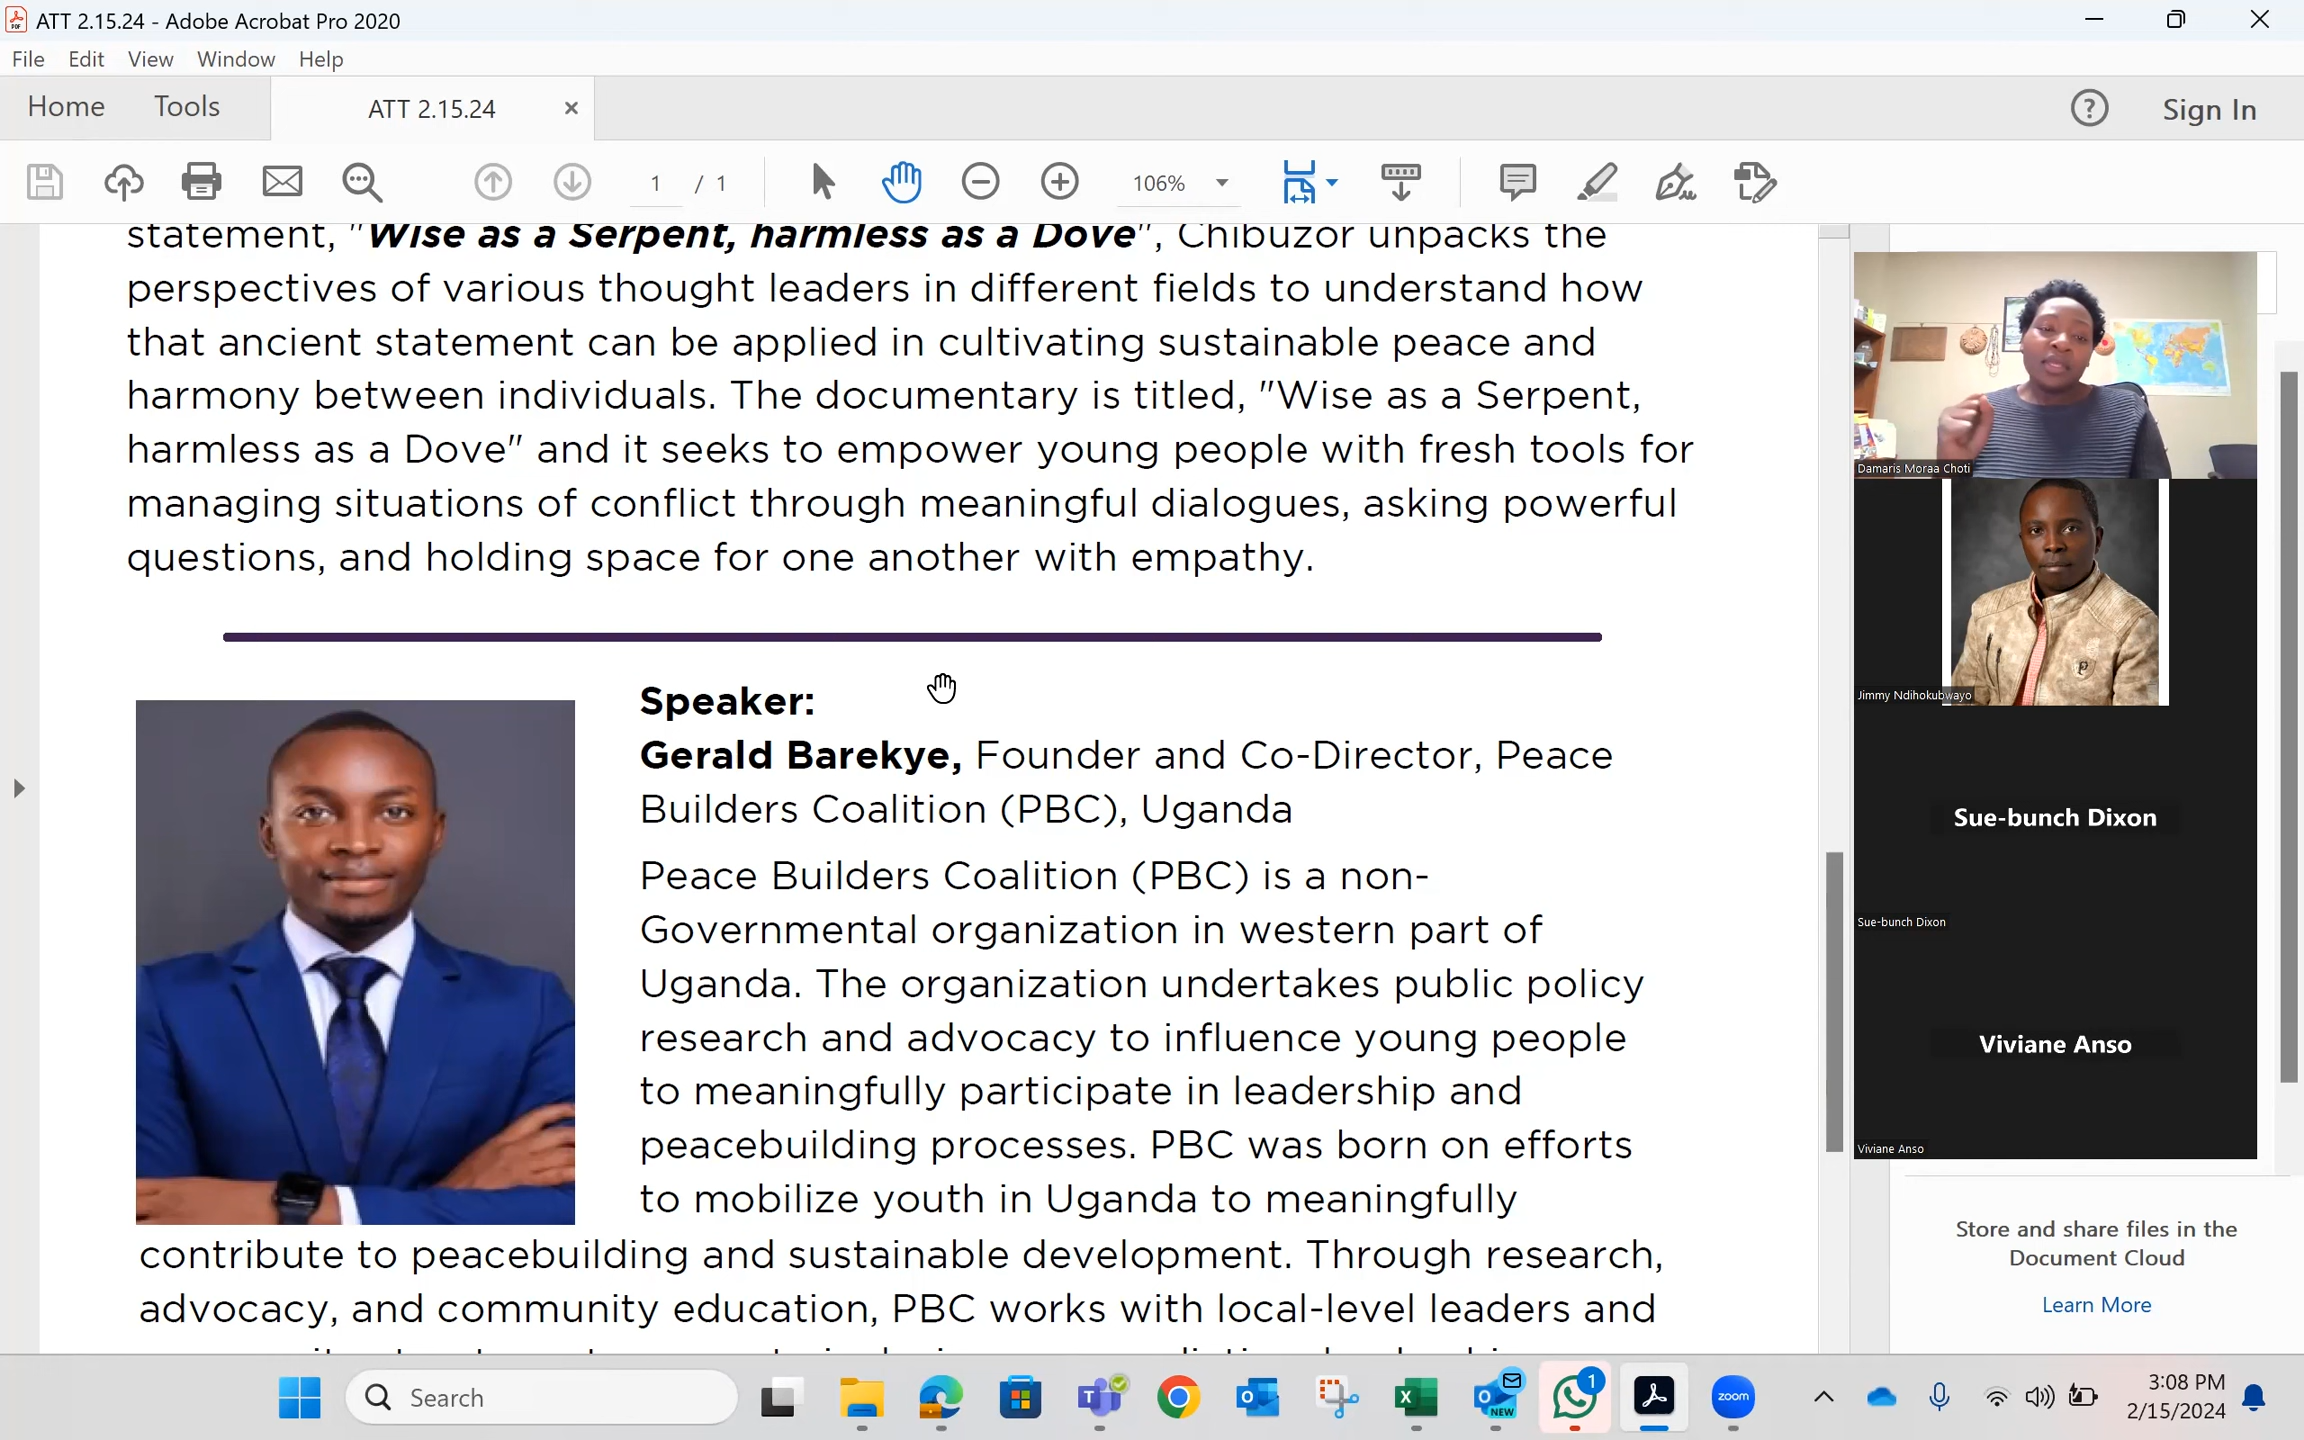 ATT 2.15.24 - Adobe Acrobat Pro 2020
File Edit View Window Help
Home Tools ATT 2.15.24
Sign In
1 / 1
106%
statement, "Wise as a Serpent, harmless as a Dove", Chibuzor unpacks the
perspectives of various thought leaders in different fields to understand how
that ancient statement can be applied in cultivating sustainable peace and
harmony between individuals. The documentary is titled, "Wise as a Serpent,
harmless as a Dove" and it seeks to empower young people with fresh tools for
managing situations of conflict through meaningful dialogues, asking powerful
questions, and holding space for one another with empathy.
Speaker:
Gerald Barekye, Founder and Co-Director, Peace
Builders Coalition (PBC), Uganda
Peace Builders Coalition (PBC) is a non-
Governmental organization in western part of
Uganda. The organization undertakes public policy
research and advocacy to influence young people
to meaningfully participate in leadership and
peacebuilding processes. PBC was born on efforts
to mobilize youth in Uganda to meaningfully
contribute to peacebuilding and sustainable development. Through research,
advocacy, and community education, PBC works with local-level leaders and
Damaris Moraa Choti
Jimmy Ndihokubwayo
Sue-bunch Dixon
Sue-bunch Dixon
Viviane Anso
Viviane Anso
Store and share files in the
Document Cloud
Learn More
Search
NEW
1
zoom
3:08 PM
2/15/2024